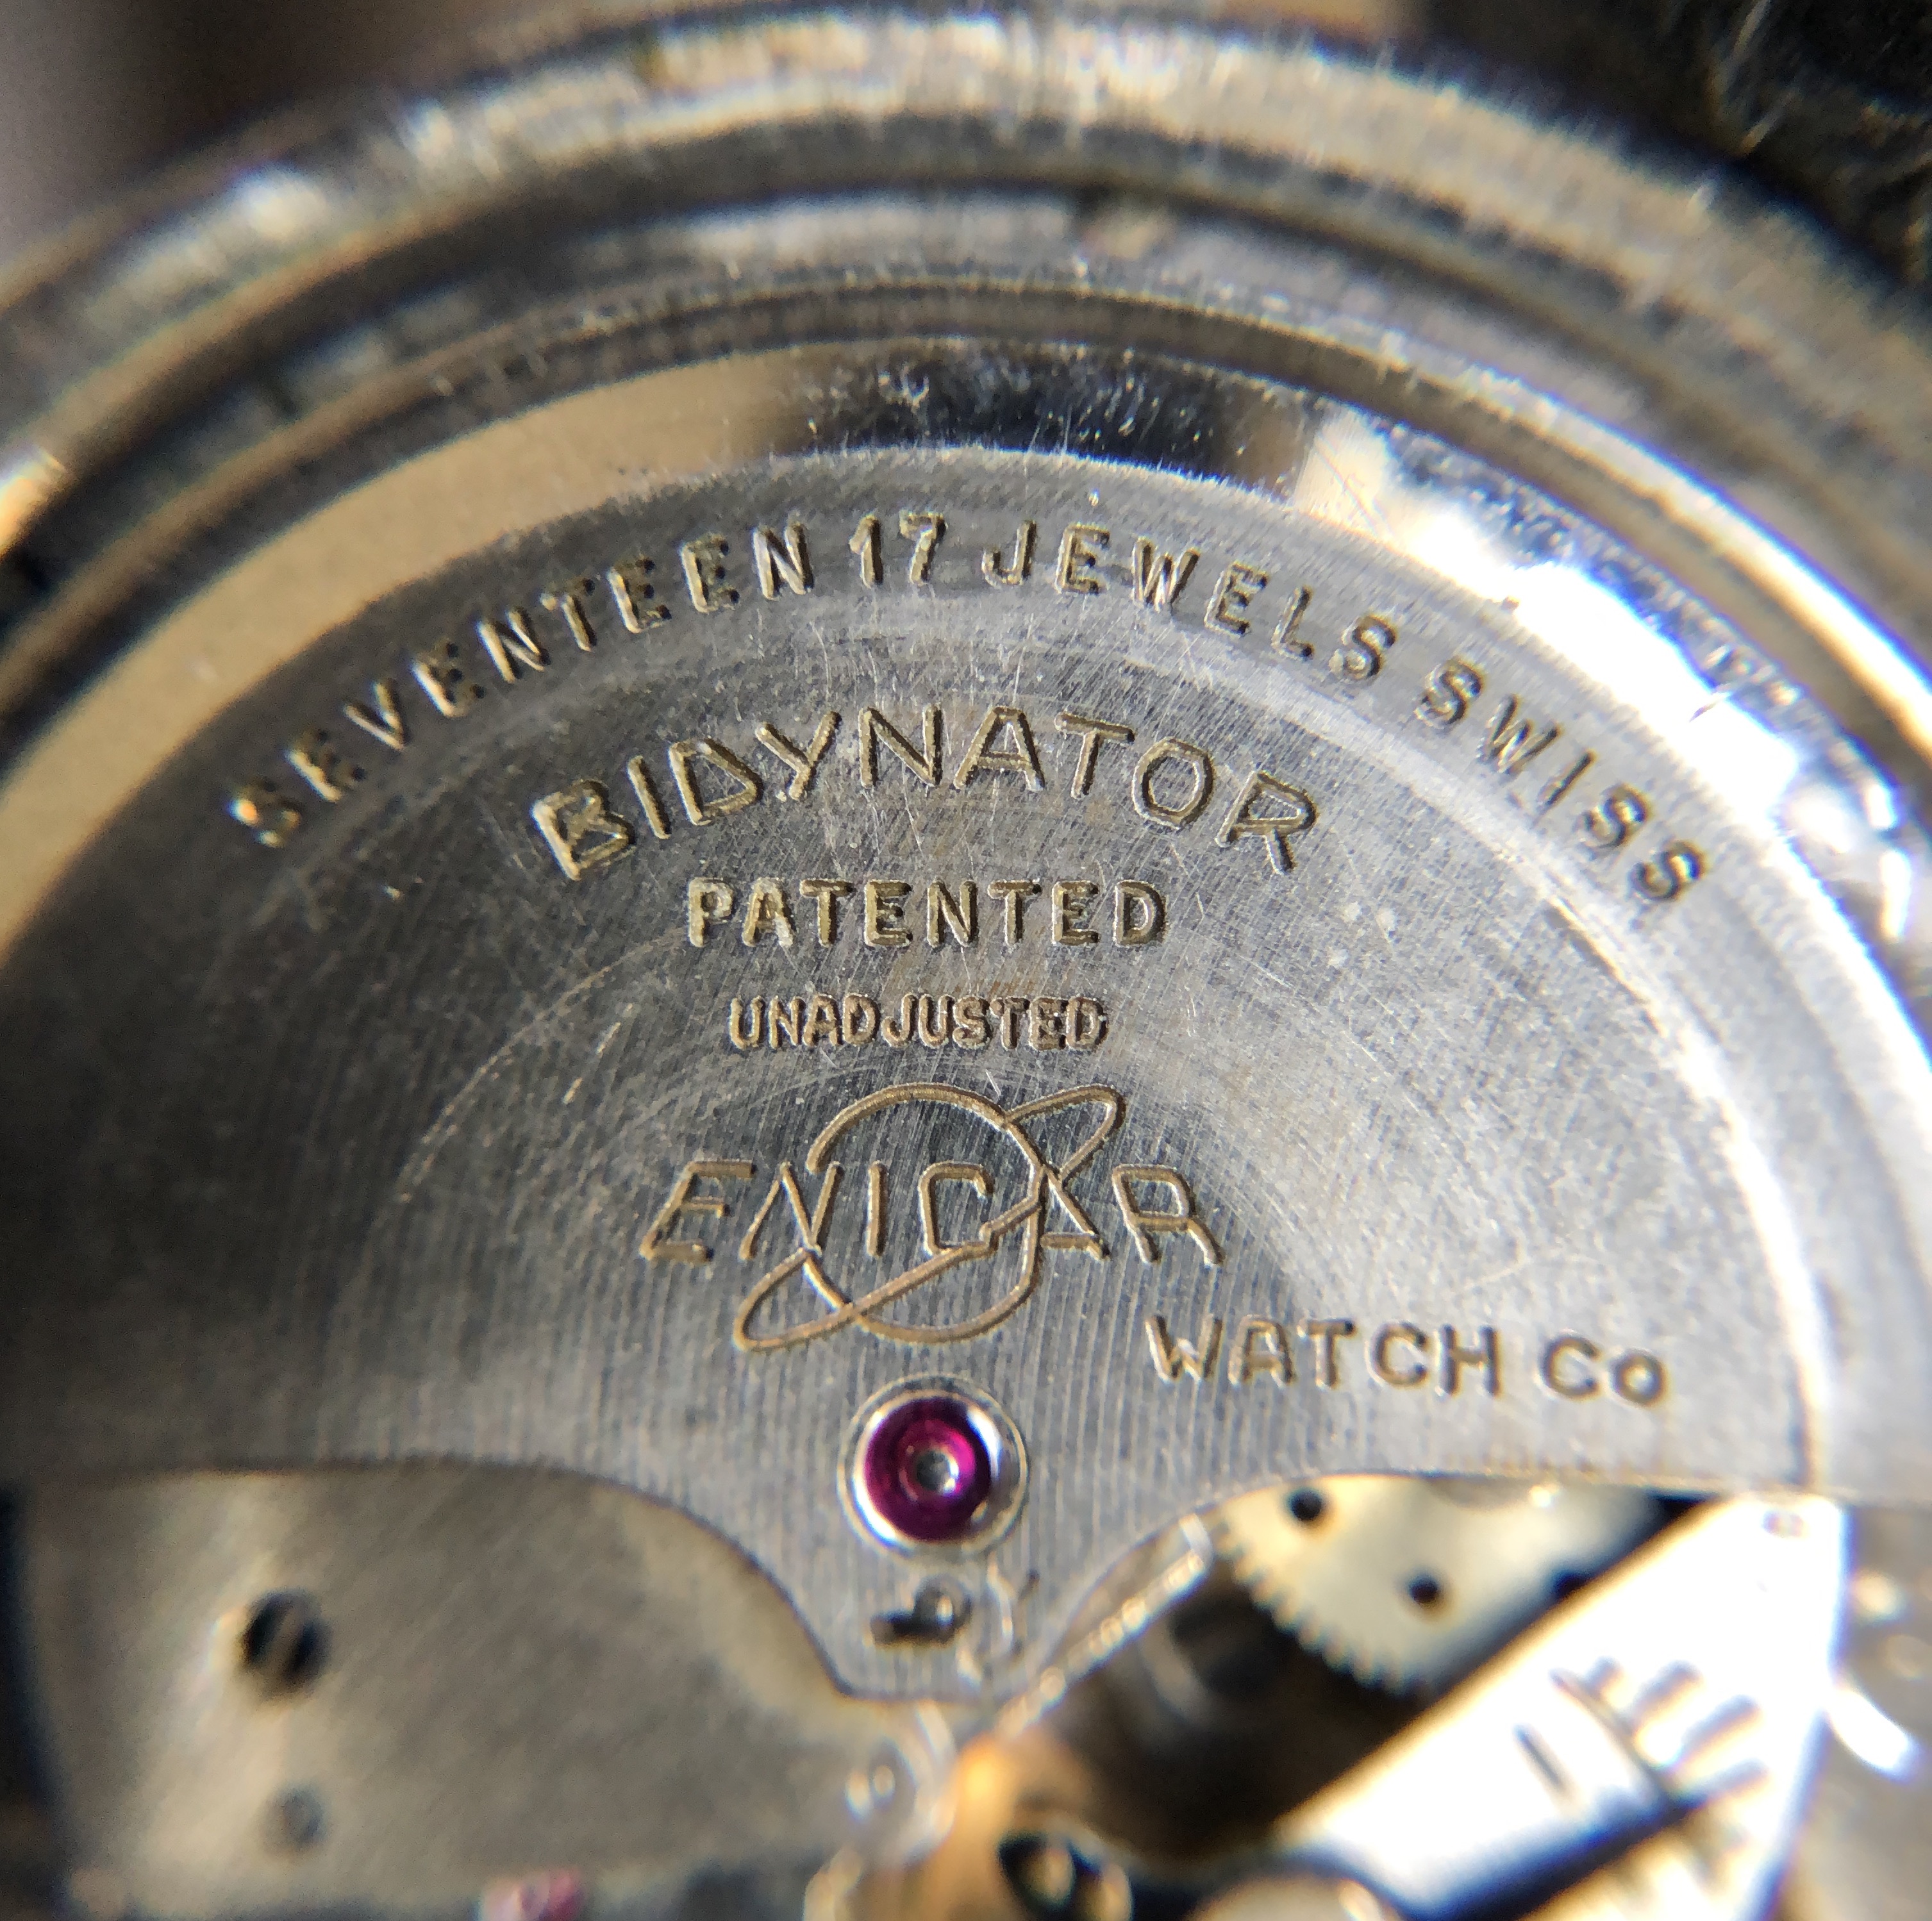 SEVENTEEN 17 JEWELS SWISS
BIDYNATOR
PATENTED
UNADJUSTED
ENICAR
WATCH Co